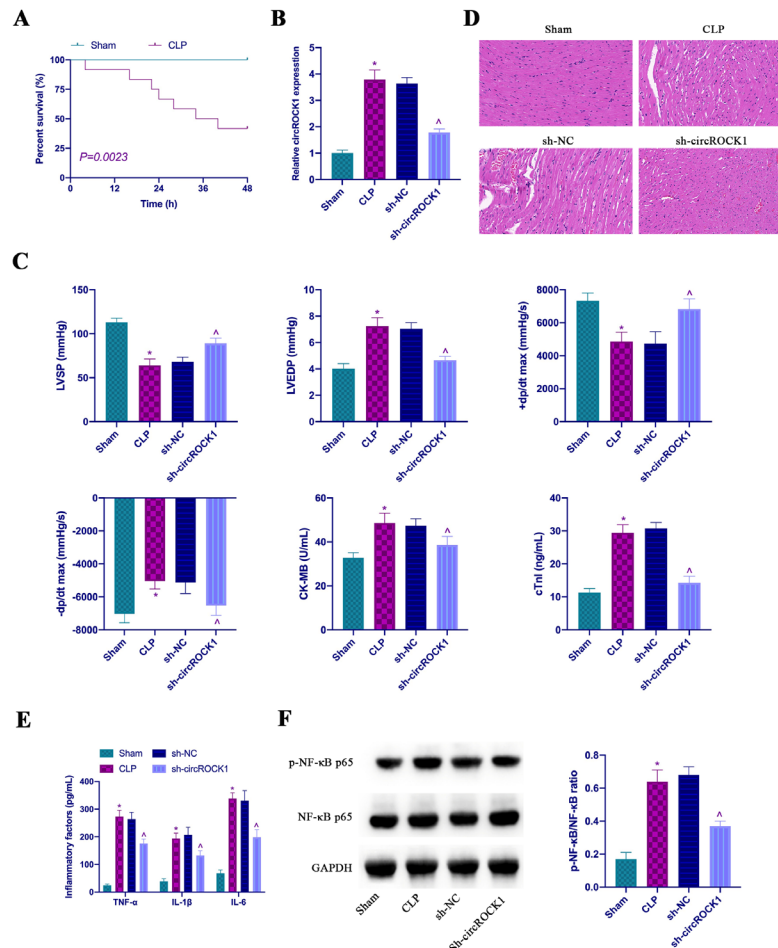 A
Sham
CLP
Percent survival (%)
100
75
50
25
0
P=0.0023
0
12
24
36
48
Time (h)
B
Relative circROCK1 expresstion
5
4
3
2
1
0
*
^
Sham
CLP
sh-NC
sh-circROCK1
D
Sham
CLP
sh-NC
sh-circROCK1
C
LVSP (mmHg)
150
100
50
0
*
^
Sham
CLP
sh-NC
sh-circROCK1
LVEDP (mmHg)
10
8
6
4
2
0
*
^
Sham
CLP
sh-NC
sh-circROCK1
+dp/dt max (mmHg/s)
8000
6000
4000
2000
0
*
^
Sham
CLP
sh-NC
sh-circROCK1
-dp/dt max (mmHg/s)
0
-2000
-4000
-6000
-8000
*
^
Sham
CLP
sh-NC
sh-circROCK1
CK-MB (U/mL)
60
40
20
0
*
^
Sham
CLP
sh-NC
sh-circROCK1
cTnI (ng/mL)
40
30
20
10
0
*
^
Sham
CLP
sh-NC
sh-circROCK1
E
Sham
sh-NC
CLP
sh-circROCK1
Inflammatory factors (pg/mL)
400
300
200
100
0
*
^
*
^
*
^
TNF-α
IL-1β
IL-6
F
p-NF-κB p65
NF-κB p65
GAPDH
Sham
CLP
sh-NC
sh-circROCK1
p-NF-κB/NF-κB ratio
0.8
0.6
0.4
0.2
0.0
*
^
Sham
CLP
sh-NC
sh-circROCK1